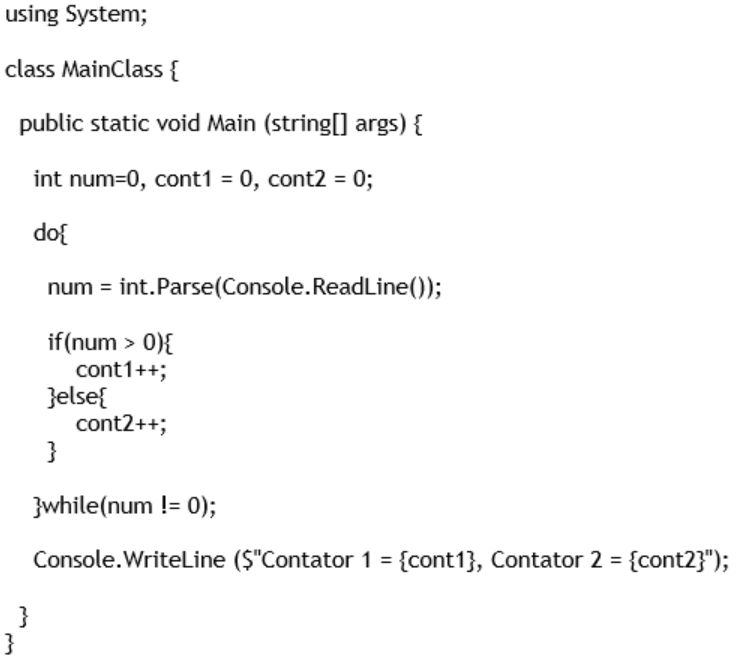 using System;
class MainClass {
public static void Main (string[] args) {
int num=0, cont1 = 0, cont2 = 0;
do{
num = int.Parse(Console.ReadLine());
if(num > 0){
cont1++;
}else{
cont2++;
}
}while(num != 0);
Console.WriteLine ($"Contator 1 = {cont1}, Contator 2 = {cont2}");
}
}